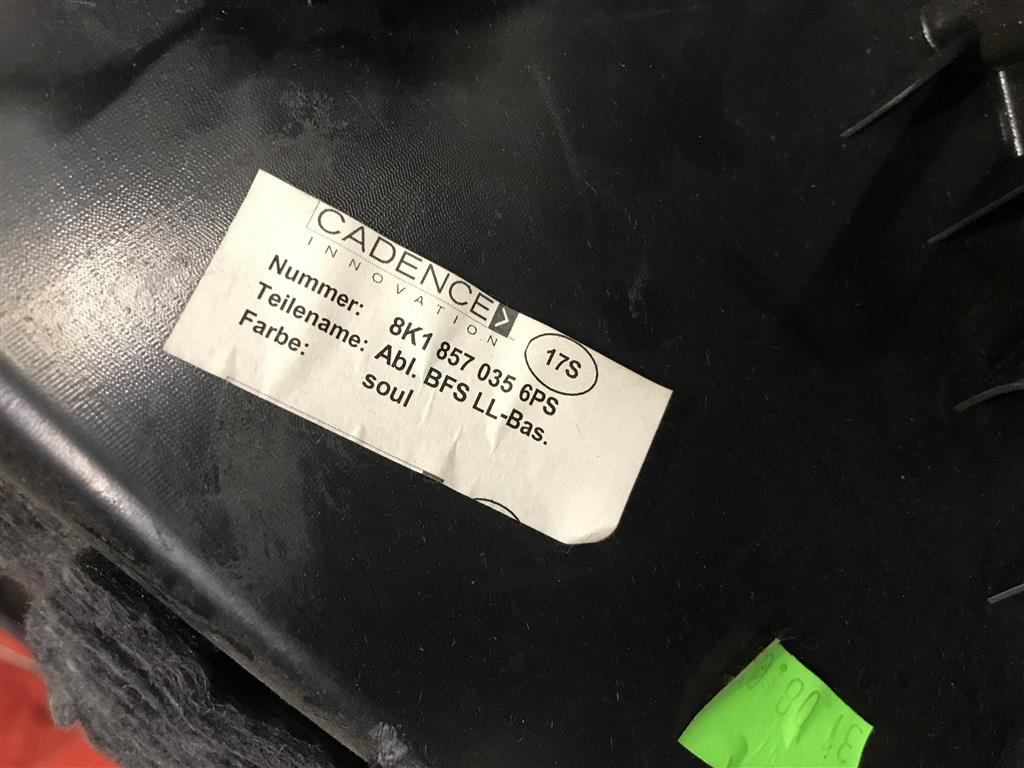 CADENCE
INNOVATION
17S
Nummer: 8K1 857 035 6PS
Teilename: Abl. BFS LL-Bas.
Farbe: soul